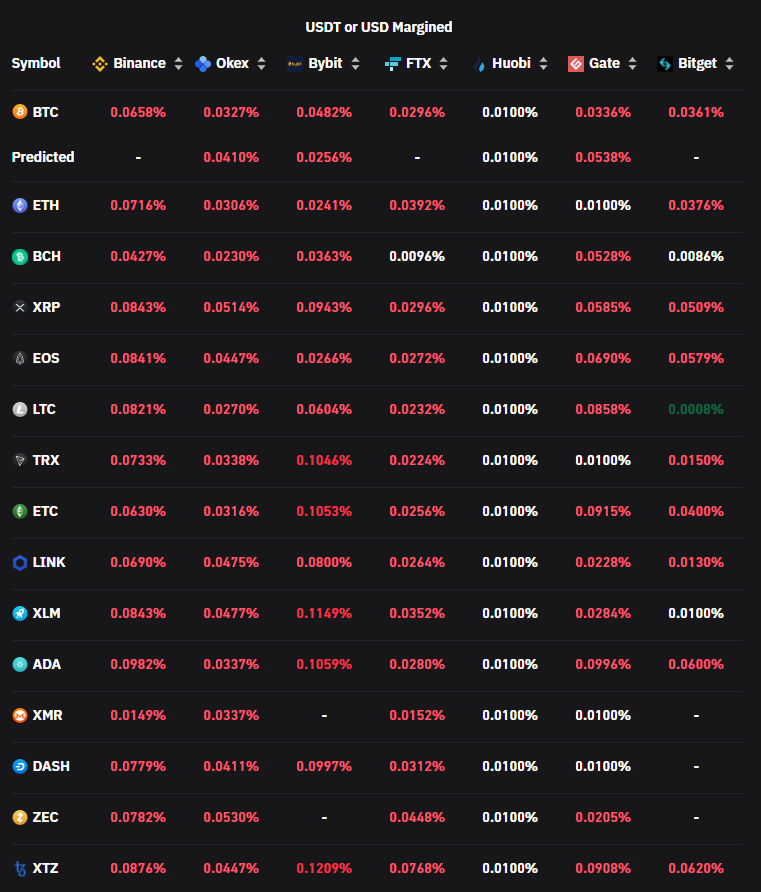 USDT or USD Margined
Symbol Binance Okex Bybit FTX Huobi Gate Bitget
BTC 0.0658% 0.0327% 0.0482% 0.0296% 0.0100% 0.0336% 0.0361%
Predicted - 0.0410% 0.0256% - 0.0100% 0.0538% -
ETH 0.0716% 0.0306% 0.0241% 0.0392% 0.0100% 0.0100% 0.0376%
BCH 0.0427% 0.0230% 0.0363% 0.0096% 0.0100% 0.0528% 0.0086%
XRP 0.0843% 0.0514% 0.0943% 0.0296% 0.0100% 0.0585% 0.0509%
EOS 0.0841% 0.0447% 0.0266% 0.0272% 0.0100% 0.0690% 0.0579%
LTC 0.0821% 0.0270% 0.0604% 0.0232% 0.0100% 0.0858% 0.0008%
TRX 0.0733% 0.0338% 0.1046% 0.0224% 0.0100% 0.0100% 0.0150%
ETC 0.0630% 0.0316% 0.1053% 0.0256% 0.0100% 0.0915% 0.0400%
LINK 0.0690% 0.0475% 0.0800% 0.0264% 0.0100% 0.0228% 0.0130%
XLM 0.0843% 0.0477% 0.1149% 0.0352% 0.0100% 0.0284% 0.0100%
ADA 0.0982% 0.0337% 0.1059% 0.0280% 0.0100% 0.0996% 0.0600%
XMR 0.0149% 0.0337% - 0.0152% 0.0100% 0.0100% -
DASH 0.0779% 0.0411% 0.0997% 0.0312% 0.0100% 0.0100% -
ZEC 0.0782% 0.0530% - 0.0448% 0.0100% 0.0205% -
XTZ 0.0876% 0.0447% 0.1209% 0.0768% 0.0100% 0.0908% 0.0620%